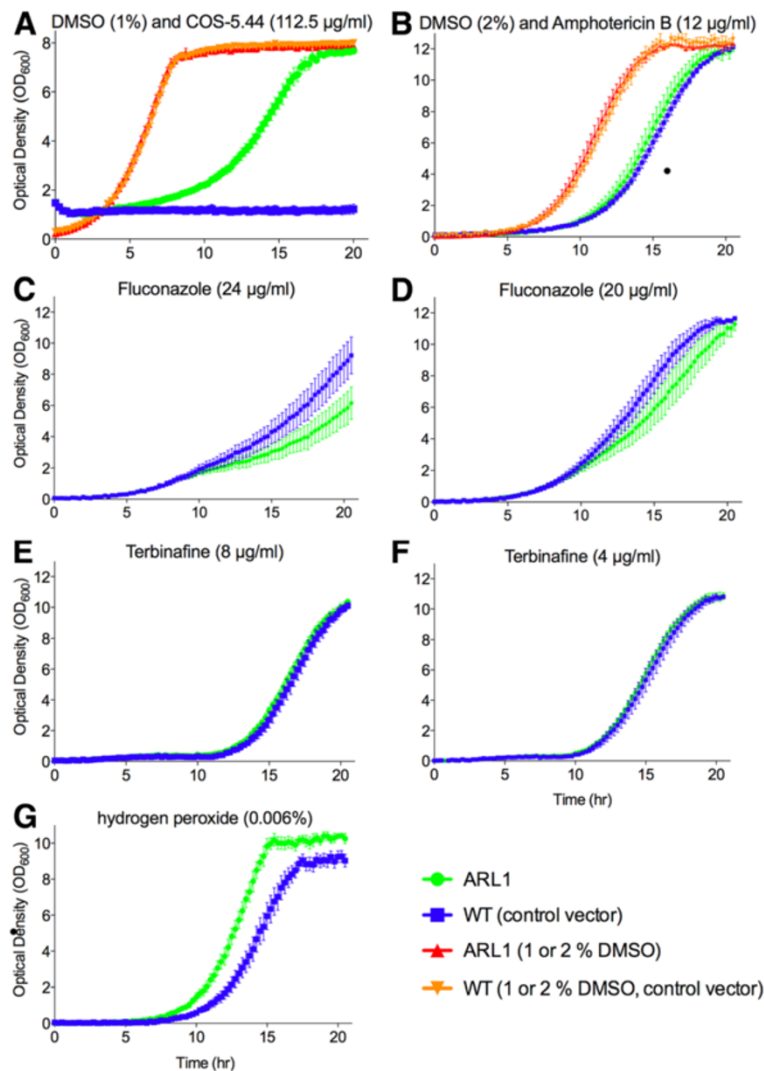 A DMSO (1%) and COS-5.44 (112.5 µg/ml)
Optical Density (OD600)
8
6
4
2
0
0 5 10 15 20
B DMSO (2%) and Amphotericin B (12 µg/ml)
12
10
8
6
4
2
0
0 5 10 15 20
C Fluconazole (24 µg/ml)
Optical Density (OD600)
12
10
8
6
4
2
0
0 5 10 15 20
D Fluconazole (20 µg/ml)
12
10
8
6
4
2
0
0 5 10 15 20
E Terbinafine (8 µg/ml)
Optical Density (OD600)
12
10
8
6
4
2
0
0 5 10 15 20
F Terbinafine (4 µg/ml)
12
10
8
6
4
2
0
0 5 10 15 20
Time (hr)
G hydrogen peroxide (0.006%)
Optical Density (OD600)
10
8
6
4
2
0
0 5 10 15 20
Time (hr)
ARL1
WT (control vector)
ARL1 (1 or 2 % DMSO)
WT (1 or 2 % DMSO, control vector)